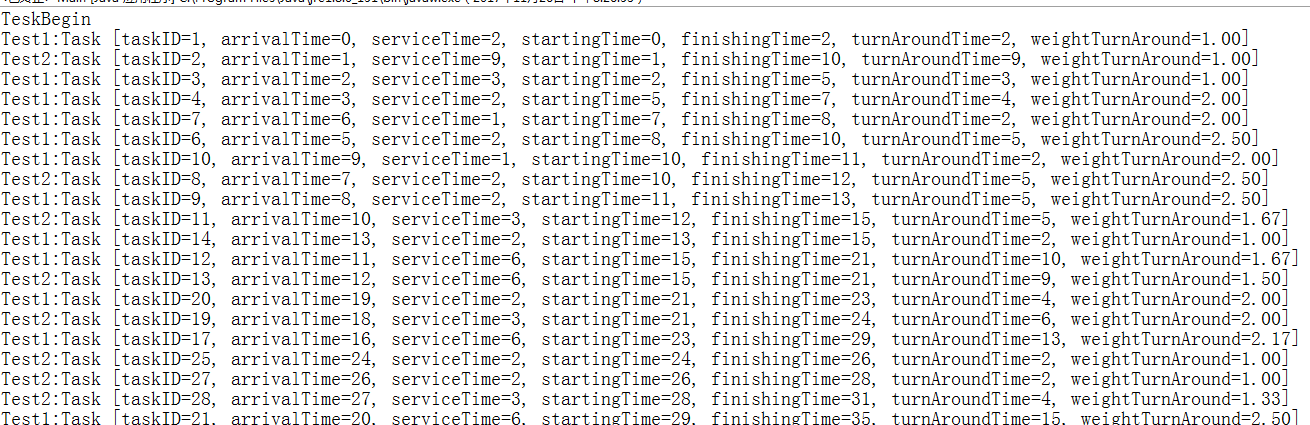 TeskBegin
Test1:Task [taskID=1, arrivalTime=0, serviceTime=2, startingTime=0, finishingTime=2, turnAroundTime=2, weightTurnAround=1.00]
Test2:Task [taskID=2, arrivalTime=1, serviceTime=9, startingTime=1, finishingTime=10, turnAroundTime=9, weightTurnAround=1.00]
Test1:Task [taskID=3, arrivalTime=2, serviceTime=3, startingTime=2, finishingTime=5, turnAroundTime=3, weightTurnAround=1.00]
Test1:Task [taskID=4, arrivalTime=3, serviceTime=2, startingTime=5, finishingTime=7, turnAroundTime=4, weightTurnAround=2.00]
Test1:Task [taskID=7, arrivalTime=6, serviceTime=1, startingTime=7, finishingTime=8, turnAroundTime=2, weightTurnAround=2.00]
Test1:Task [taskID=6, arrivalTime=5, serviceTime=2, startingTime=8, finishingTime=10, turnAroundTime=5, weightTurnAround=2.50]
Test1:Task [taskID=10, arrivalTime=9, serviceTime=1, startingTime=10, finishingTime=11, turnAroundTime=2, weightTurnAround=2.00]
Test2:Task [taskID=8, arrivalTime=7, serviceTime=2, startingTime=10, finishingTime=12, turnAroundTime=5, weightTurnAround=2.50]
Test1:Task [taskID=9, arrivalTime=8, serviceTime=2, startingTime=11, finishingTime=13, turnAroundTime=5, weightTurnAround=2.50]
Test2:Task [taskID=11, arrivalTime=10, serviceTime=3, startingTime=12, finishingTime=15, turnAroundTime=5, weightTurnAround=1.67]
Test1:Task [taskID=14, arrivalTime=13, serviceTime=2, startingTime=13, finishingTime=15, turnAroundTime=2, weightTurnAround=1.00]
Test1:Task [taskID=12, arrivalTime=11, serviceTime=6, startingTime=15, finishingTime=21, turnAroundTime=10, weightTurnAround=1.67]
Test2:Task [taskID=13, arrivalTime=12, serviceTime=6, startingTime=15, finishingTime=21, turnAroundTime=9, weightTurnAround=1.50]
Test1:Task [taskID=20, arrivalTime=19, serviceTime=2, startingTime=21, finishingTime=23, turnAroundTime=4, weightTurnAround=2.00]
Test2:Task [taskID=19, arrivalTime=18, serviceTime=3, startingTime=21, finishingTime=24, turnAroundTime=6, weightTurnAround=2.00]
Test1:Task [taskID=17, arrivalTime=16, serviceTime=6, startingTime=23, finishingTime=29, turnAroundTime=13, weightTurnAround=2.17]
Test2:Task [taskID=25, arrivalTime=24, serviceTime=2, startingTime=24, finishingTime=26, turnAroundTime=2, weightTurnAround=1.00]
Test2:Task [taskID=27, arrivalTime=26, serviceTime=2, startingTime=26, finishingTime=28, turnAroundTime=2, weightTurnAround=1.00]
Test2:Task [taskID=28, arrivalTime=27, serviceTime=3, startingTime=28, finishingTime=31, turnAroundTime=4, weightTurnAround=1.33]
Test1:Task [taskID=21, arrivalTime=20, serviceTime=6, startingTime=29, finishingTime=35, turnAroundTime=15, weightTurnAround=2.50]